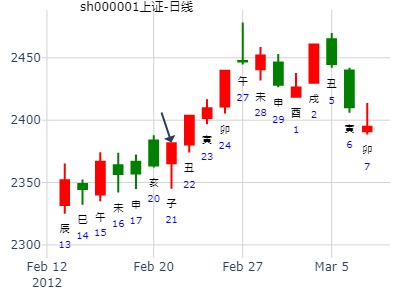 sh000001上证-日线
2450
2400
2350
2300
辰
13
丑
14
午
15
未
16
申
17
亥
20
子
21
丑
22
寅
23
卯
24
午
27
未
28
申
29
酉
1
戌
2
丑
5
寅
6
卯
7
Feb 12
2012
Feb 20
Feb 27
Mar 5